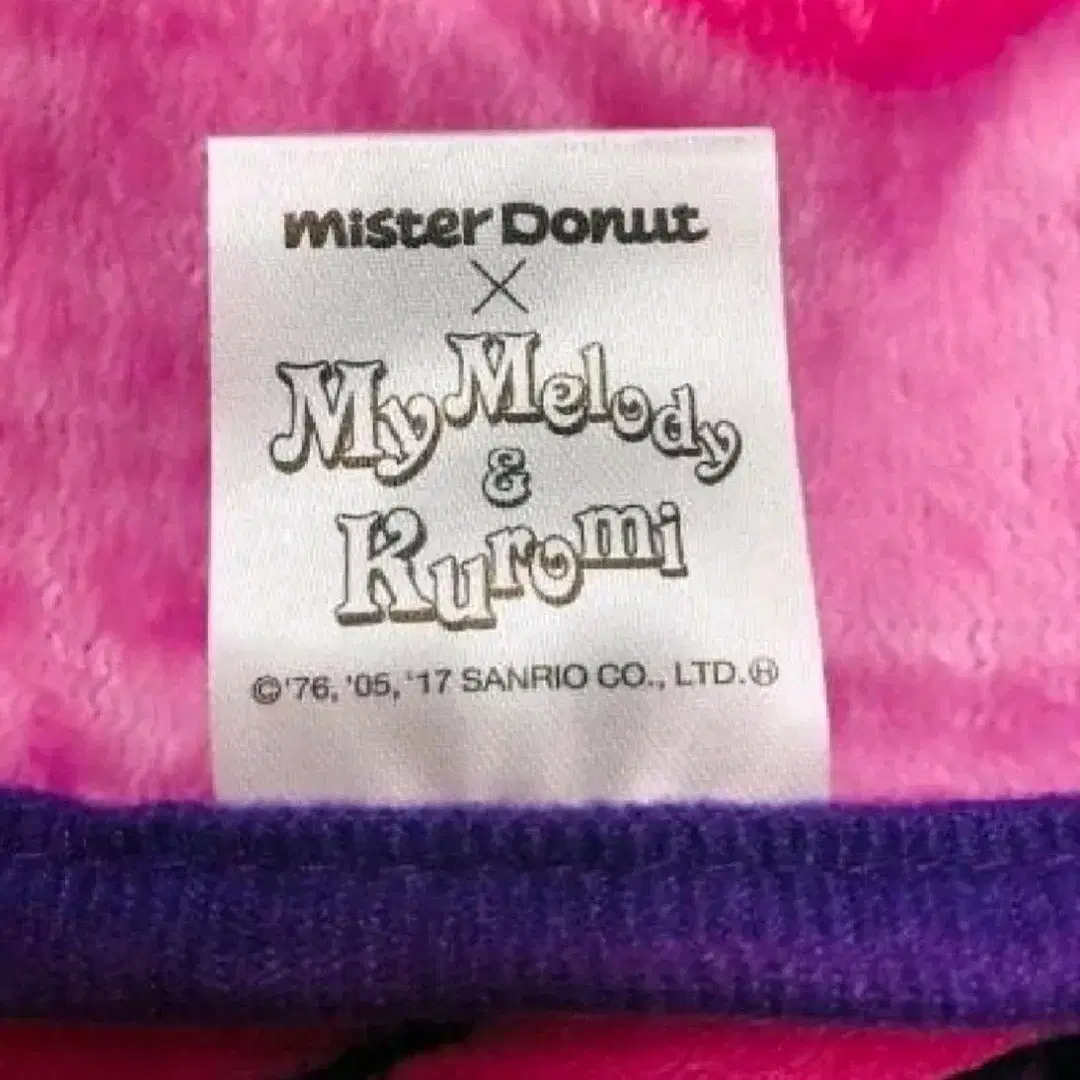 mister Donut
×
My Melody
&
Kuromi
©'76, '05, '17 SANRIO CO., LTD.Ⓗ